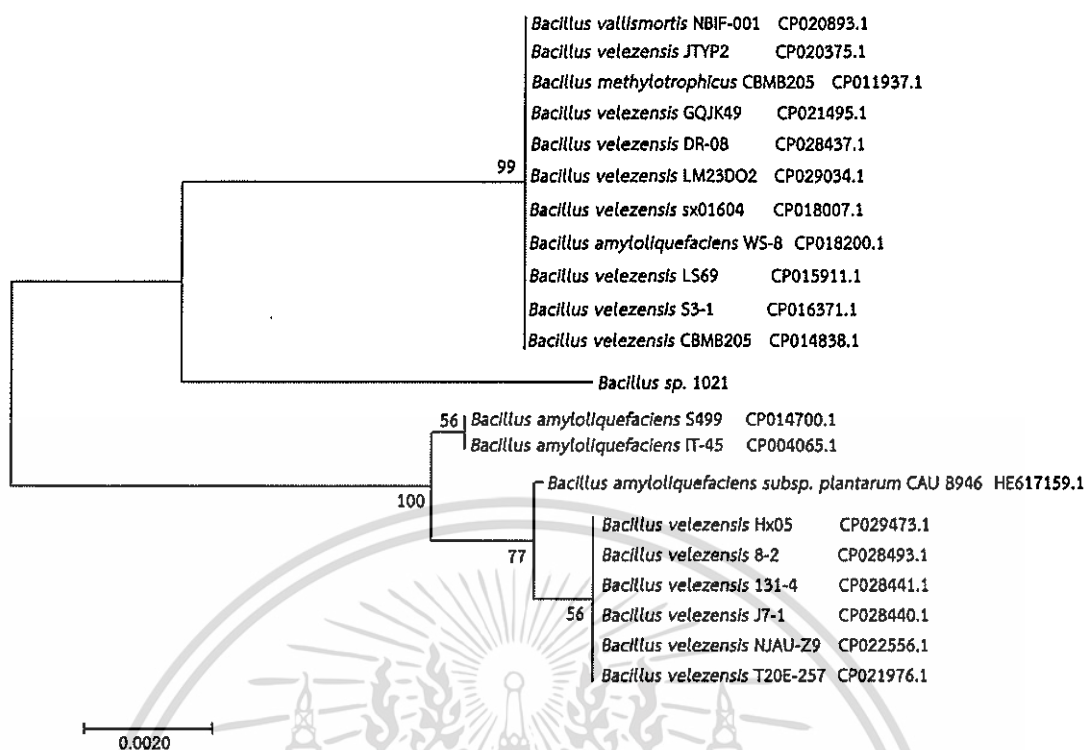 Bacillus vallismortis NBIF-001 CP020893.1
Bacillus velezensis JTYP2 CP020375.1
Bacillus methylotrophicus CBMB205 CP011937.1
Bacillus velezensis GQJK49 CP021495.1
Bacillus velezensis DR-08 CP028437.1
99
Bacillus velezensis LM23DO2 CP029034.1
Bacillus velezensis sx01604 CP018007.1
Bacillus amyloliquefaciens WS-8 CP018200.1
Bacillus velezensis LS69 CP015911.1
Bacillus velezensis S3-1 CP016371.1
Bacillus velezensis CBMB205 CP014838.1
Bacillus sp. 1021
56 Bacillus amyloliquefaciens S499 CP014700.1
Bacillus amyloliquefaciens IT-45 CP004065.1
Bacillus amyloliquefaciens subsp. plantarum CAU B946 HE617159.1
100
Bacillus velezensis Hx05 CP029473.1
77
Bacillus velezensis 8-2 CP028493.1
Bacillus velezensis 131-4 CP028441.1
56 Bacillus velezensis J7-1 CP028440.1
Bacillus velezensis NJAU-Z9 CP022556.1
Bacillus velezensis T20E-257 CP021976.1
0.0020